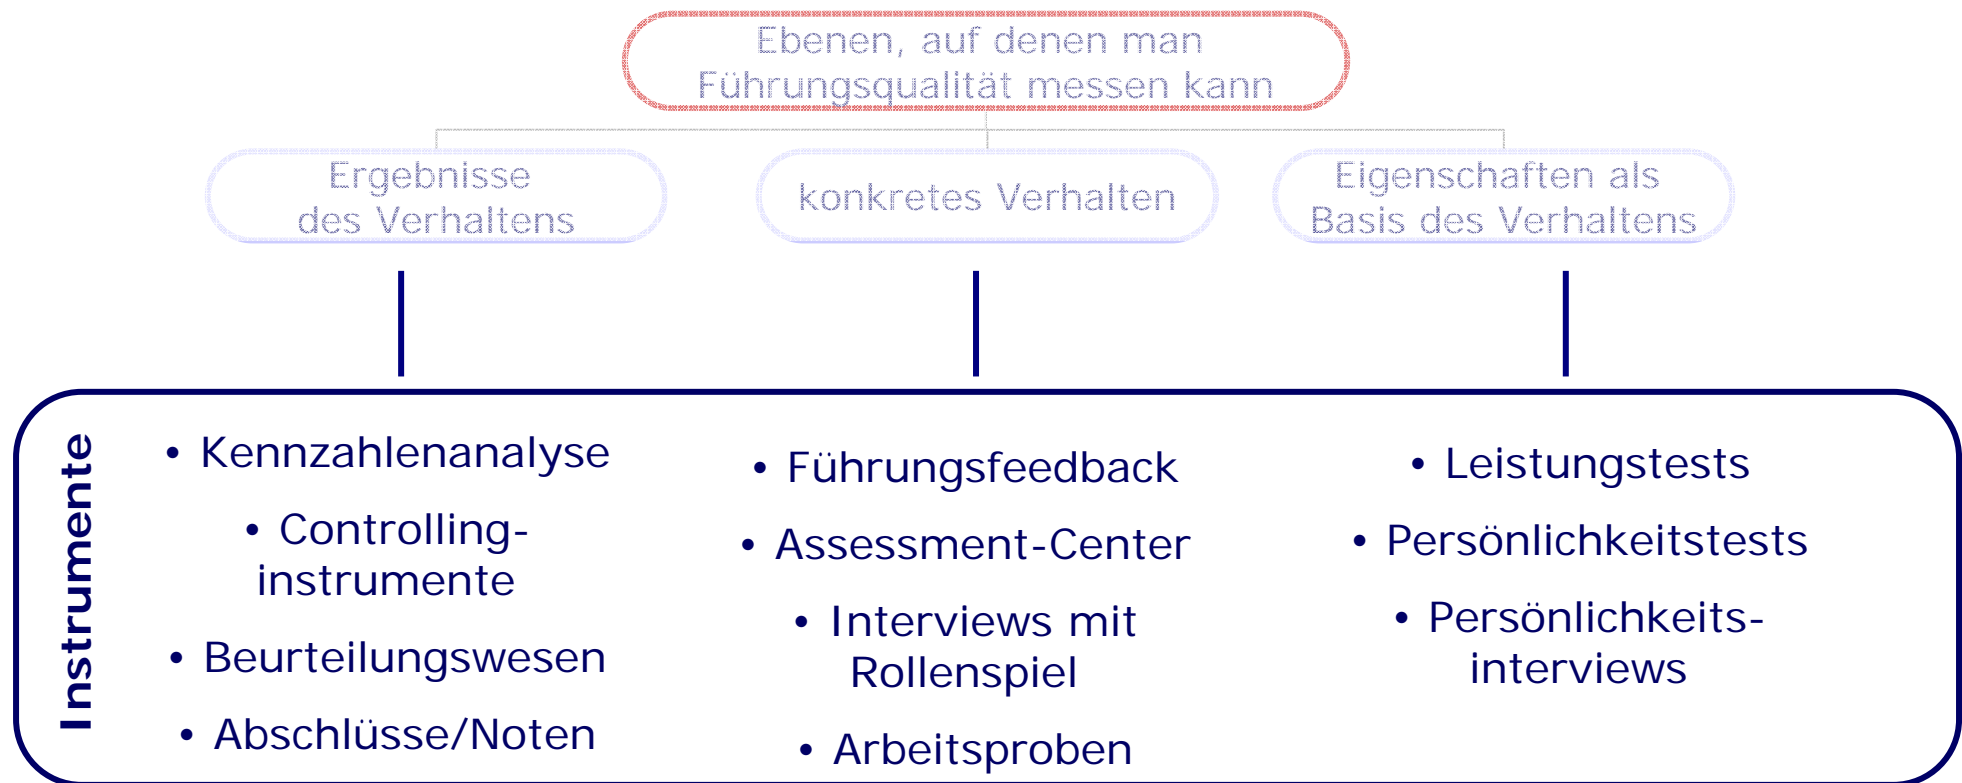 Ebenen, auf denen man
Führungsqualität messen kann
Ergebnisse
des Verhaltens
konkretes Verhalten
Eigenschaften als
Basis des Verhaltens
Instrumente
• Kennzahlenanalyse
• Controlling-
instrumente
• Beurteilungswesen
• Abschlüsse/Noten
• Führungsfeedback
• Assessment-Center
• Interviews mit
Rollenspiel
• Arbeitsproben
• Leistungstests
• Persönlichkeitstests
• Persönlichkeits-
interviews